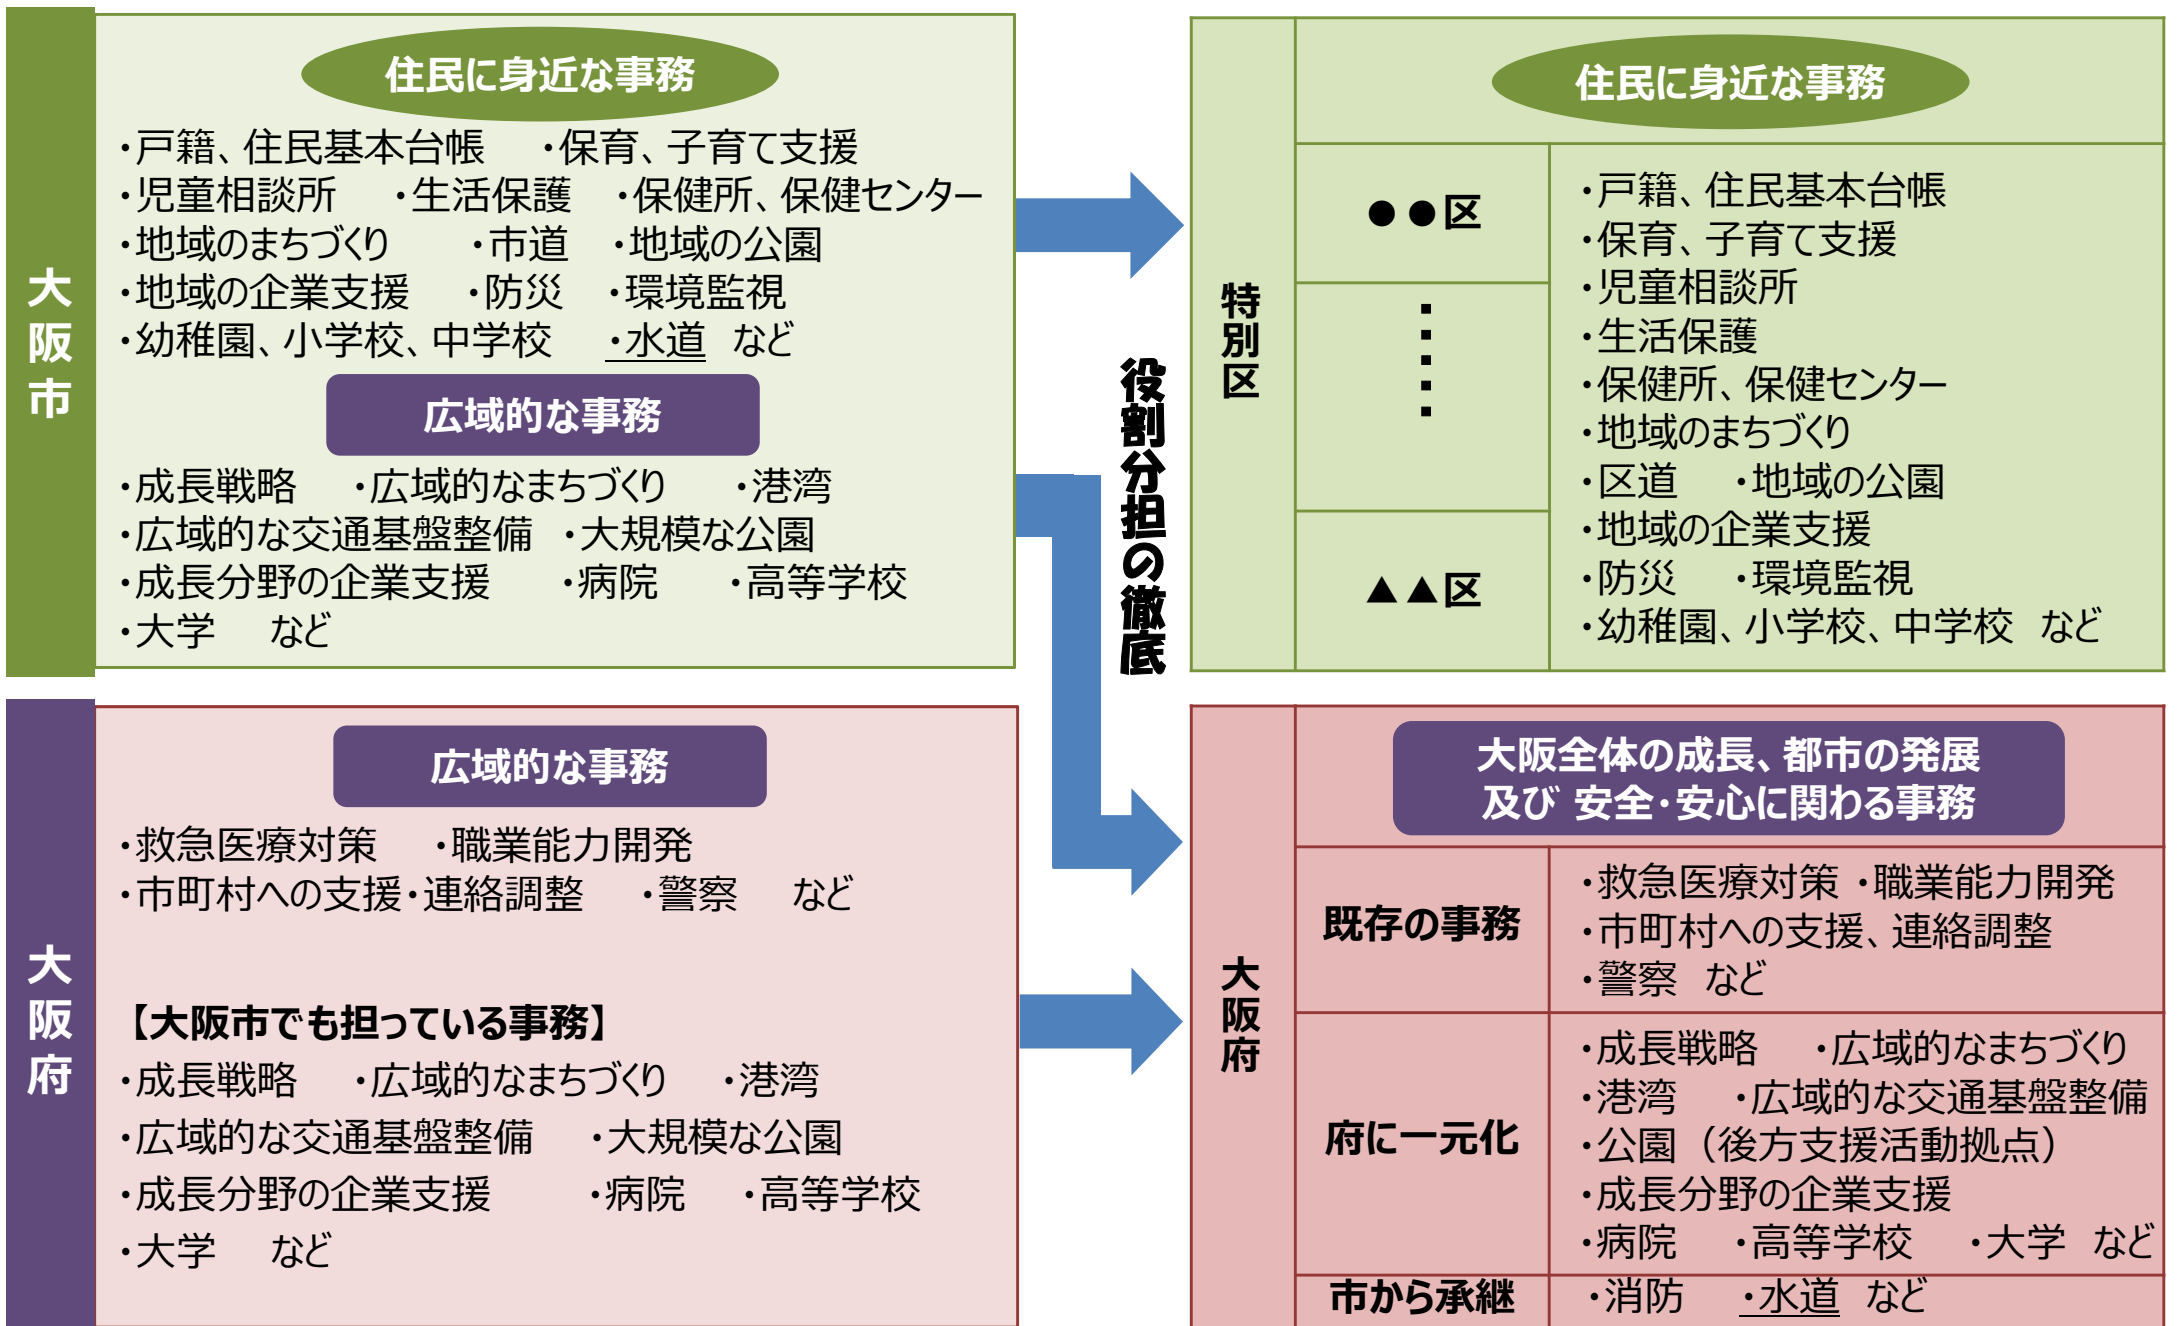 大阪市
住民に身近な事務
・戸籍、住民基本台帳 ・保育、子育て支援
・児童相談所 ・生活保護 ・保健所、保健センター
・地域のまちづくり ・市道 ・地域の公園
・地域の企業支援 ・防災 ・環境監視
・幼稚園、小学校、中学校 ・水道 など
広域的な事務
・成長戦略 ・広域的なまちづくり ・港湾
・広域的な交通基盤整備 ・大規模な公園
・成長分野の企業支援 ・病院 ・高等学校
・大学 など
大阪府
広域的な事務
・救急医療対策 ・職業能力開発
・市町村への支援・連絡調整 ・警察 など
【大阪市でも担っている事務】
・成長戦略 ・広域的なまちづくり ・港湾
・広域的な交通基盤整備 ・大規模な公園
・成長分野の企業支援 ・病院 ・高等学校
・大学 など
役割分担の徹底
特別区
住民に身近な事務
●●区
⋮
▲▲区
・戸籍、住民基本台帳
・保育、子育て支援
・児童相談所
・生活保護
・保健所、保健センター
・地域のまちづくり
・区道 ・地域の公園
・地域の企業支援
・防災 ・環境監視
・幼稚園、小学校、中学校 など
大阪府
大阪全体の成長、都市の発展
及び 安全・安心に関わる事務
既存の事務
・救急医療対策 ・職業能力開発
・市町村への支援、連絡調整
・警察 など
府に一元化
・成長戦略 ・広域的なまちづくり
・港湾 ・広域的な交通基盤整備
・公園（後方支援活動拠点）
・成長分野の企業支援
・病院 ・高等学校 ・大学 など
市から承継
・消防 ・水道 など